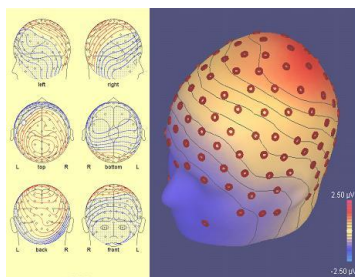 left right
L top R R bottom L
L back R R front L
2.50 µV
-2.50 µV